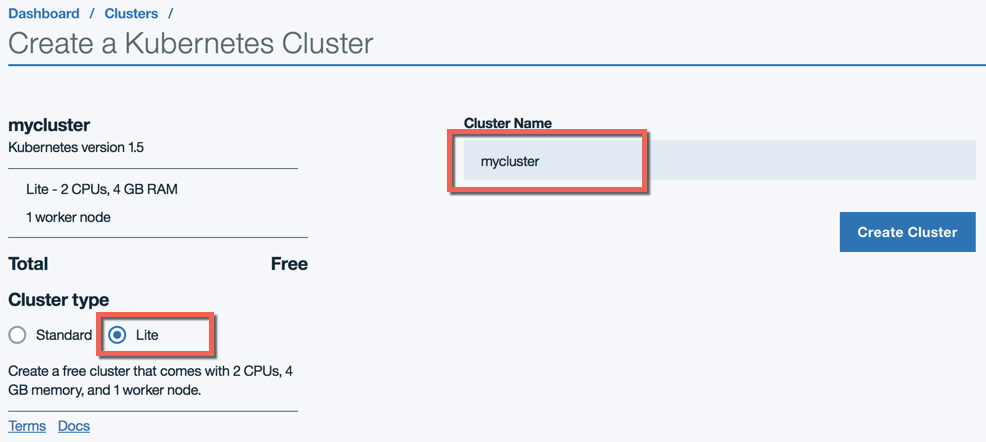 Dashboard / Clusters /
Create a Kubernetes Cluster
mycluster
Kubernetes version 1.5
Lite - 2 CPUs, 4 GB RAM
1 worker node
Total Free
Cluster type
Standard Lite
Create a free cluster that comes with 2 CPUs, 4
GB memory, and 1 worker node.
Terms Docs
Cluster Name
mycluster
Create Cluster